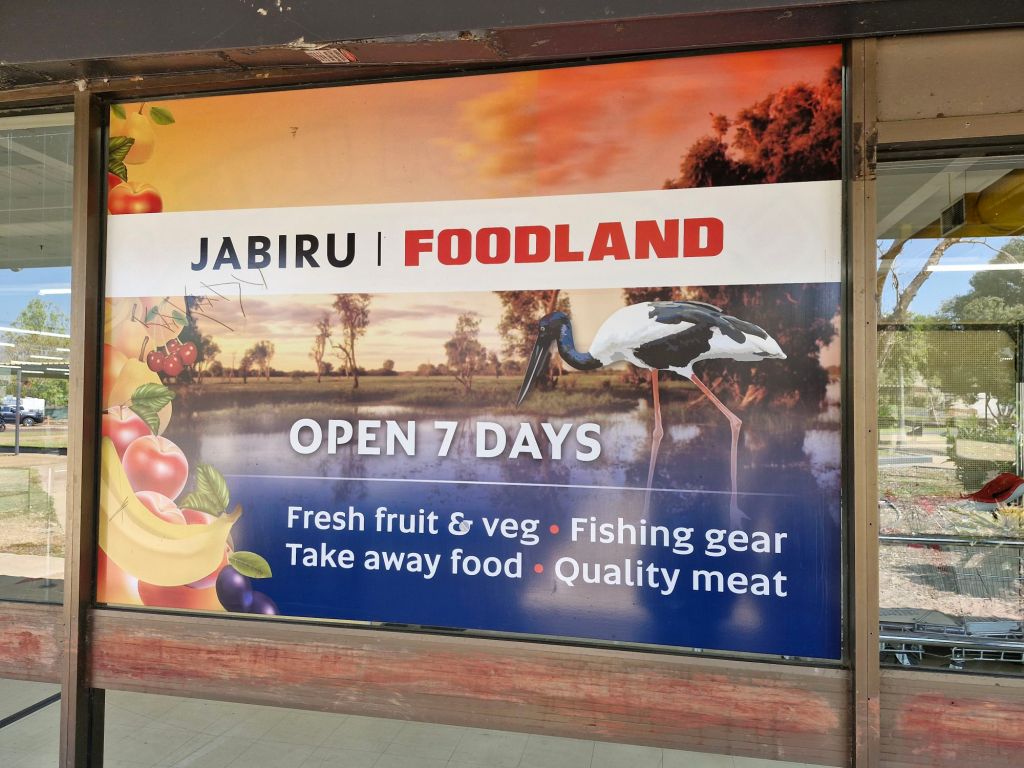 JABIRU | FOODLAND
OPEN 7 DAYS
Fresh fruit & veg • Fishing gear
Take away food • Quality meat